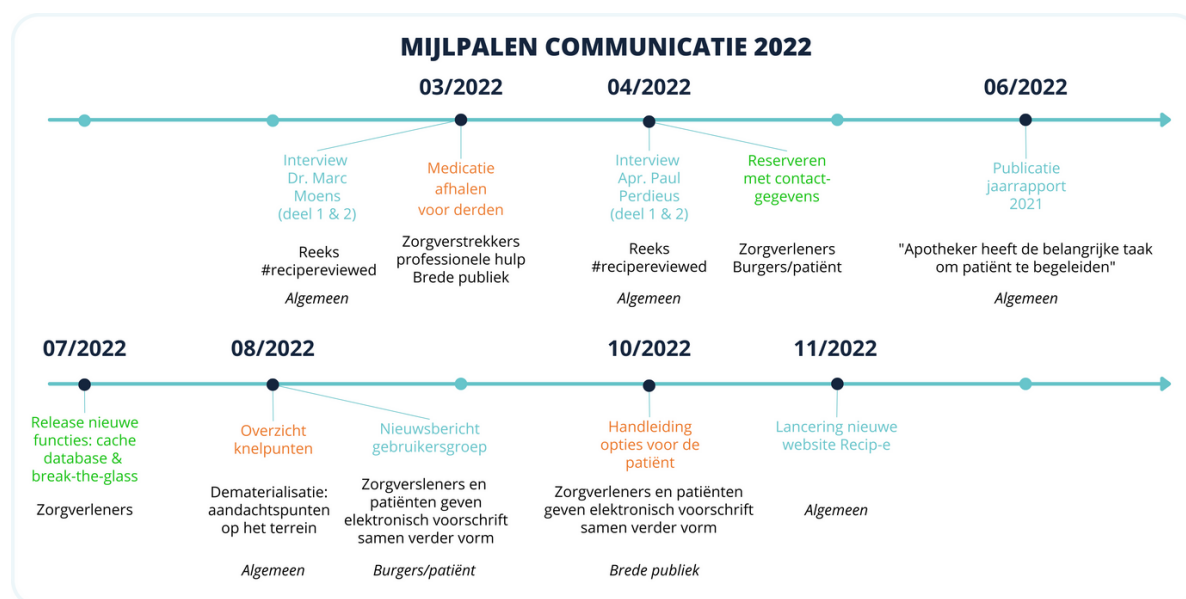 MIJLPALEN COMMUNICATIE 2022
03/2022
04/2022
06/2022
Interview
Dr. Marc
Moens
(deel 1 & 2)
Reeks
#recipereviewed
Algemeen
Medicatie
afhalen
voor derden
Zorgverstrekkers
professionele hulp
Brede publiek
Interview
Apr. Paul
Perdieus
(deel 1 & 2)
Reeks
#recipereviewed
Algemeen
Reserveren
met contact-
gegevens
Zorgverleners
Burgers/patiënt
Publicatie
jaarrapport
2021
"Apotheker heeft de belangrijke taak
om patiënt te begeleiden"
Algemeen
07/2022
08/2022
10/2022
11/2022
Release nieuwe
functies: cache
database &
break-the-glass
Zorgverleners
Overzicht
knelpunten
Dematerialisatie:
aandachtspunten
op het terrein
Algemeen
Nieuwsbericht
gebruikersgroep
Zorgversleners en
patiënten geven
elektronisch voorschrift
samen verder vorm
Burgers/patiënt
Handleiding
opties voor de
patiënt
Zorgverleners en patiënten
geven elektronisch voorschrift
samen verder vorm
Brede publiek
Lancering nieuwe
website Recip-e
Algemeen